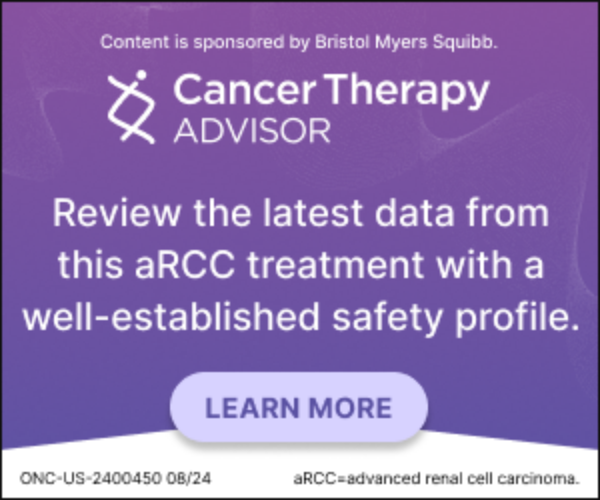 Content is sponsored by Bristol Myers Squibb.
Cancer Therapy
ADVISOR
Review the latest data from
this aRCC treatment with a
well-established safety profile.
LEARN MORE
ONC-US-2400450 08/24
aRCC=advanced renal cell carcinoma.